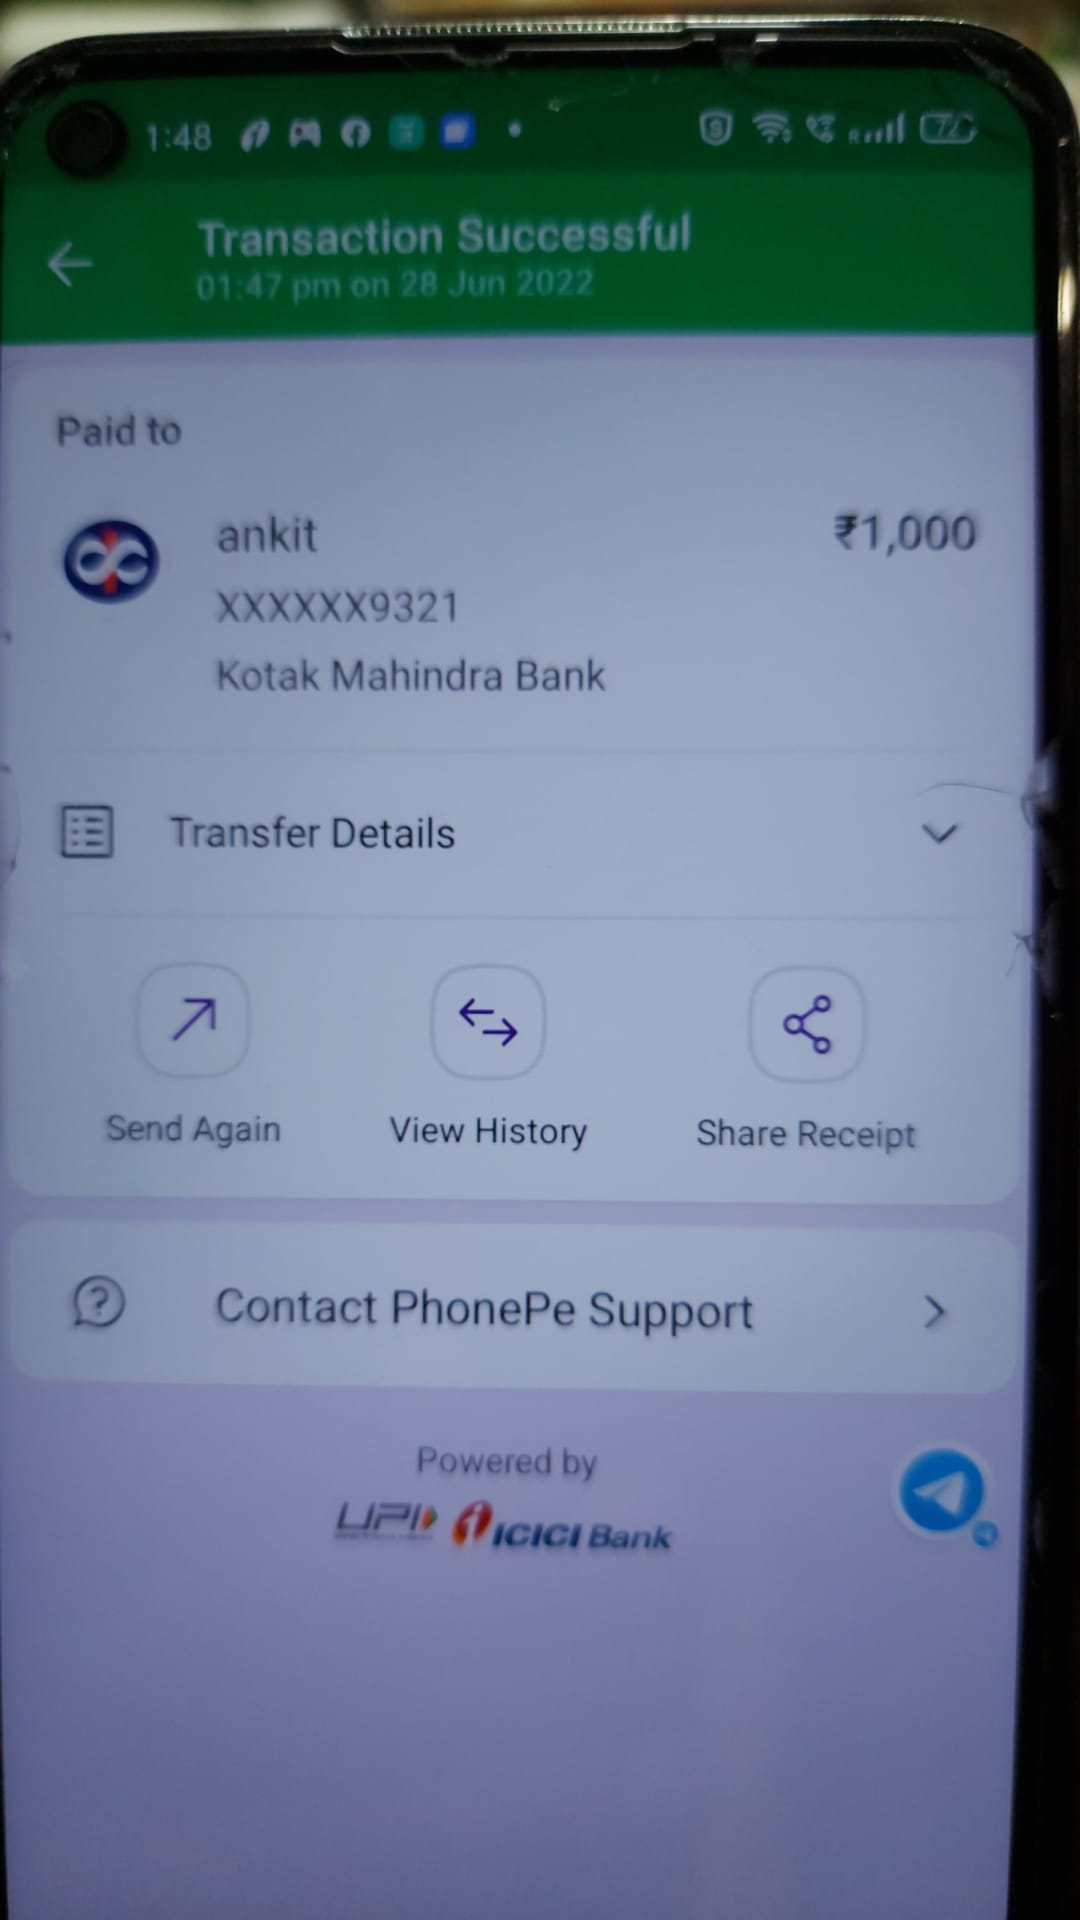 1:48
72
Transaction Successful
01:47 pm on 28 Jun 2022
Paid to
ankit
₹1,000
XXXXXX9321
Kotak Mahindra Bank
Transfer Details
Send Again
View History
Share Receipt
Contact PhonePe Support
Powered by
UPI ICICI Bank